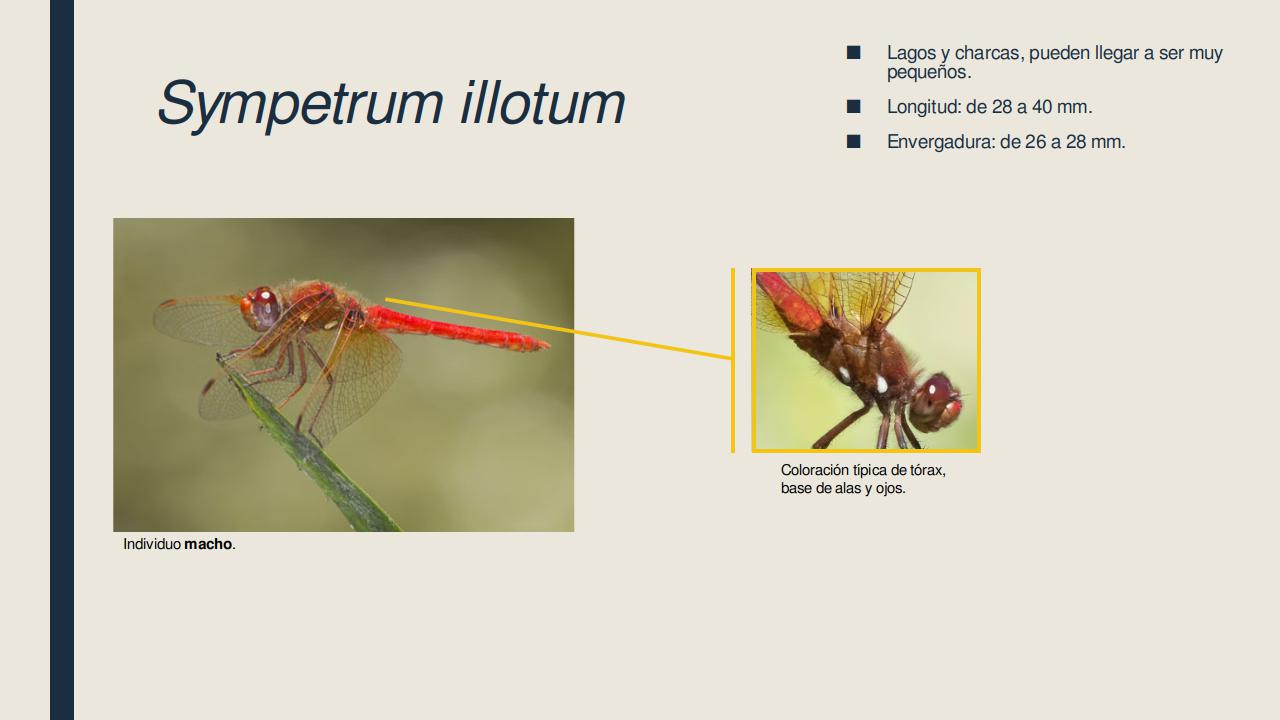 Sympetrum illotum
■ Lagos y charcas, pueden llegar a ser muy
pequeños.
■ Longitud: de 28 a 40 mm.
■ Envergadura: de 26 a 28 mm.
Coloración típica de tórax,
base de alas y ojos.
Individuo macho.